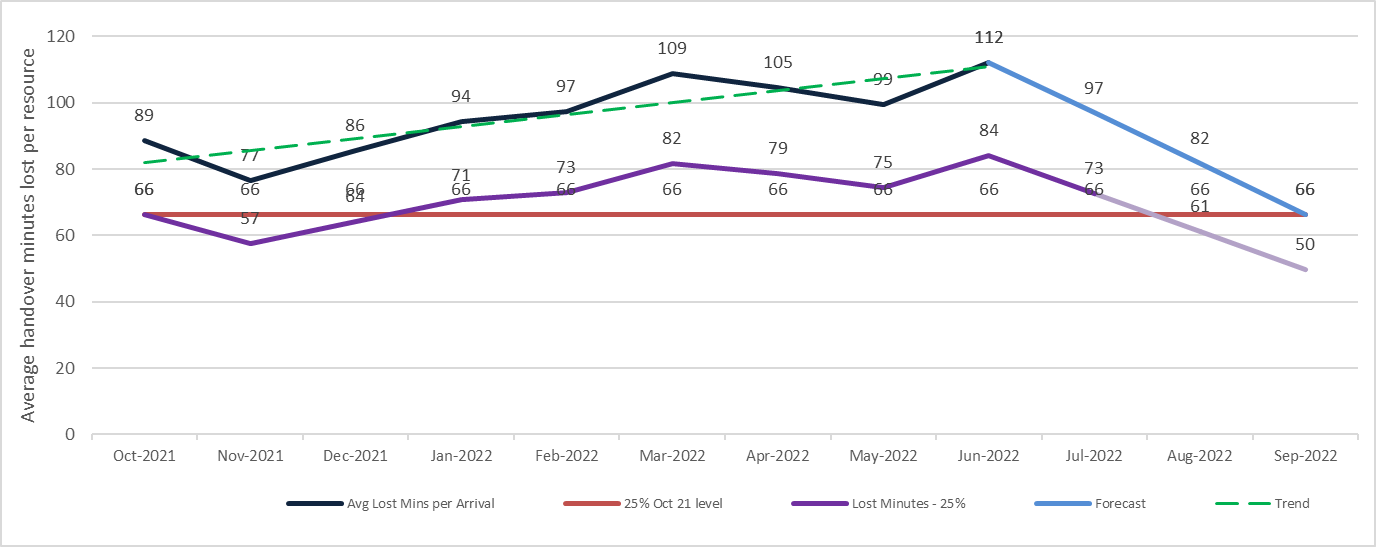 Average handover minutes lost per resource
120
100
80
60
40
20
0
89 77 86 94 97 109 105 99 112 97 82 66
66 57 64 71 73 82 79 75 84 73 61 50
66 66 66 66 66 66 66 66 66 66 66 66
Oct-2021 Nov-2021 Dec-2021 Jan-2022 Feb-2022 Mar-2022 Apr-2022 May-2022 Jun-2022 Jul-2022 Aug-2022 Sep-2022
Avg Lost Mins per Arrival 25% Oct 21 level Lost Minutes - 25% Forecast Trend